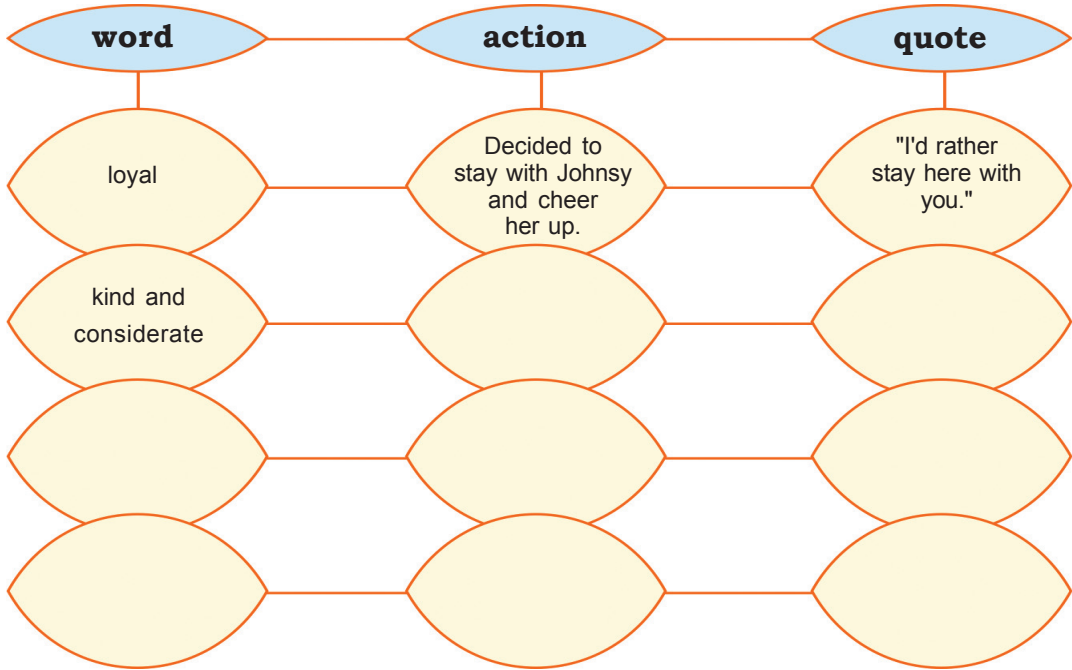 word
action
quote
loyal
Decided to
stay with Johnsy
and cheer
her up.
"I'd rather
stay here with
you."
kind and
considerate